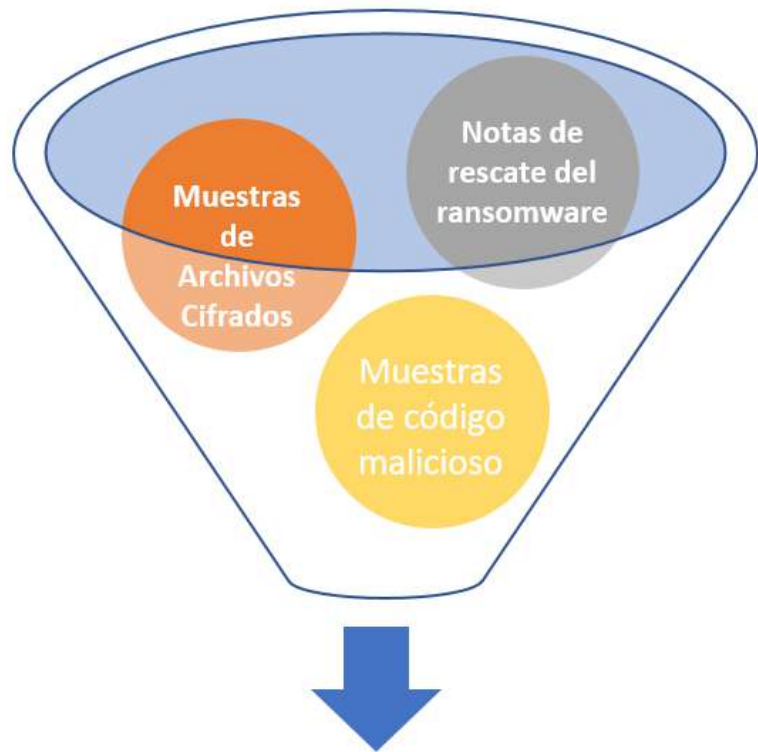 Muestras
de
Archivos
Cifrados
Notas de
rescate del
ransomware
Muestras
de código
malicioso